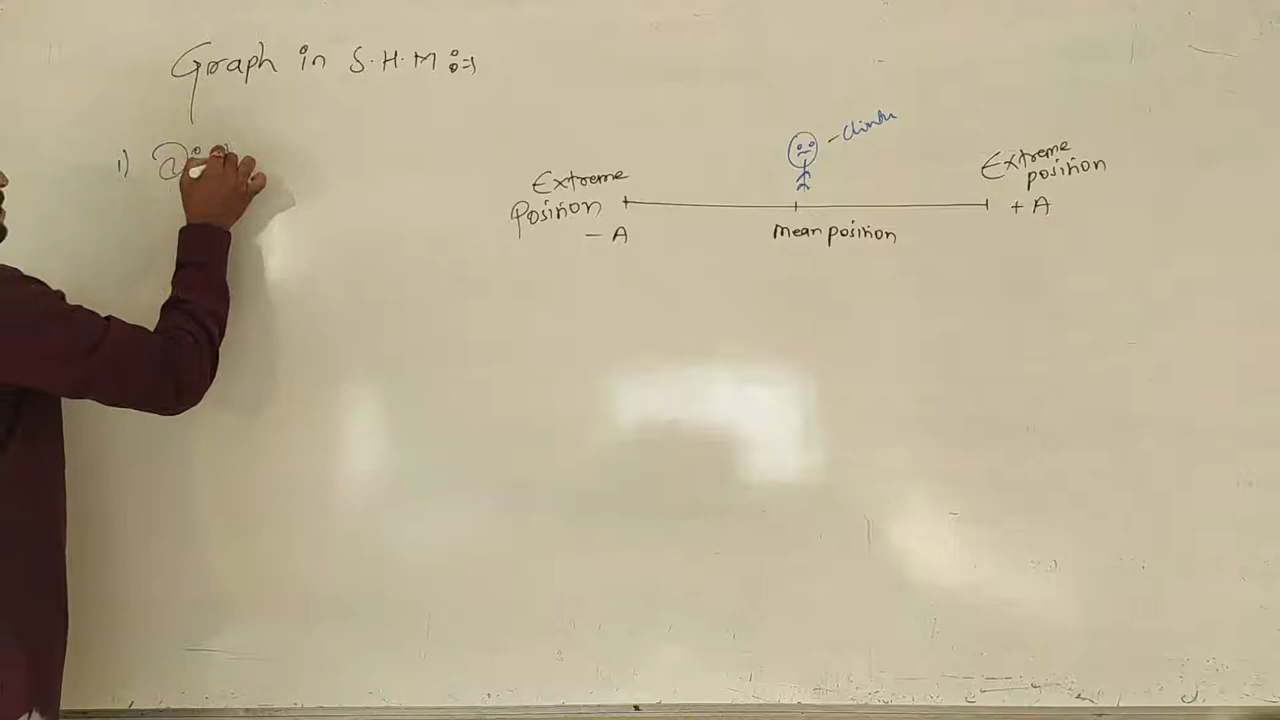 Graph in S.H.M :-
1)
Extreme
Position
- A
mean position
Extreme
position
+ A